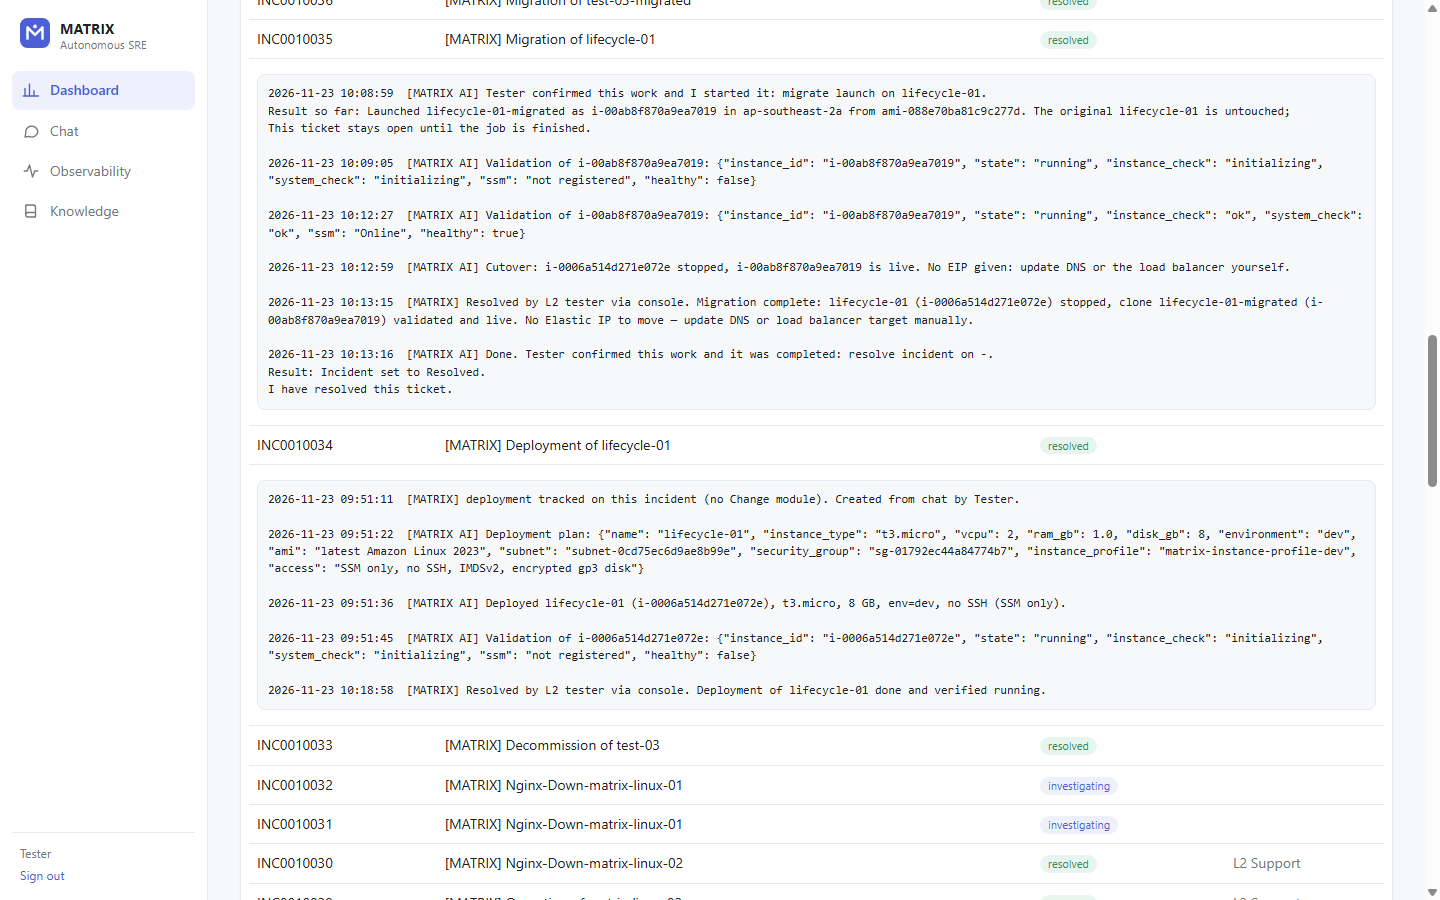 MATRIX
Autonomous SRE
Dashboard
Chat
Observability
Knowledge
Tester
Sign out
INC0010036 [MATRIX] Migration of test-03-migrated resolved
INC0010035 [MATRIX] Migration of lifecycle-01 resolved
2026-11-23 10:08:59 [MATRIX AI] Tester confirmed this work and I started it: migrate launch on lifecycle-01.
Result so far: Launched lifecycle-01-migrated as i-00ab8f870a9ea7019 in ap-southeast-2a from ami-088e70ba81c9c277d. The original lifecycle-01 is untouched;
This ticket stays open until the job is finished.
2026-11-23 10:09:05 [MATRIX AI] Validation of i-00ab8f870a9ea7019: {"instance_id": "i-00ab8f870a9ea7019", "state": "running", "instance_check": "initializing",
"system_check": "initializing", "ssm": "not registered", "healthy": false}
2026-11-23 10:12:27 [MATRIX AI] Validation of i-00ab8f870a9ea7019: {"instance_id": "i-00ab8f870a9ea7019", "state": "running", "instance_check": "ok", "system_check":
"ok", "ssm": "Online", "healthy": true}
2026-11-23 10:12:59 [MATRIX AI] Cutover: i-0006a514d271e072e stopped, i-00ab8f870a9ea7019 is live. No EIP given: update DNS or the load balancer yourself.
2026-11-23 10:13:15 [MATRIX] Resolved by L2 tester via console. Migration complete: lifecycle-01 (i-0006a514d271e072e) stopped, clone lifecycle-01-migrated (i-
00ab8f870a9ea7019) validated and live. No Elastic IP to move — update DNS or load balancer target manually.
2026-11-23 10:13:16 [MATRIX AI] Done. Tester confirmed this work and it was completed: resolve incident on -.
Result: Incident set to Resolved.
I have resolved this ticket.
INC0010034 [MATRIX] Deployment of lifecycle-01 resolved
2026-11-23 09:51:11 [MATRIX] deployment tracked on this incident (no Change module). Created from chat by Tester.
2026-11-23 09:51:22 [MATRIX AI] Deployment plan: {"name": "lifecycle-01", "instance_type": "t3.micro", "vcpu": 2, "ram_gb": 1.0, "disk_gb": 8, "environment": "dev",
"ami": "latest Amazon Linux 2023", "subnet": "subnet-0cd75ec6d9ae8b99e", "security_group": "sg-01792ec44a84774b7", "instance_profile": "matrix-instance-profile-dev",
"access": "SSM only, no SSH, IMDSv2, encrypted gp3 disk"}
2026-11-23 09:51:36 [MATRIX AI] Deployed lifecycle-01 (i-0006a514d271e072e), t3.micro, 8 GB, env=dev, no SSH (SSM only).
2026-11-23 09:51:45 [MATRIX AI] Validation of i-0006a514d271e072e: {"instance_id": "i-0006a514d271e072e", "state": "running", "instance_check": "initializing",
"system_check": "initializing", "ssm": "not registered", "healthy": false}
2026-11-23 10:18:58 [MATRIX] Resolved by L2 tester via console. Deployment of lifecycle-01 done and verified running.
INC0010033 [MATRIX] Decommission of test-03 resolved
INC0010032 [MATRIX] Nginx-Down-matrix-linux-01 investigating
INC0010031 [MATRIX] Nginx-Down-matrix-linux-01 investigating
INC0010030 [MATRIX] Nginx-Down-matrix-linux-02 resolved L2 Support